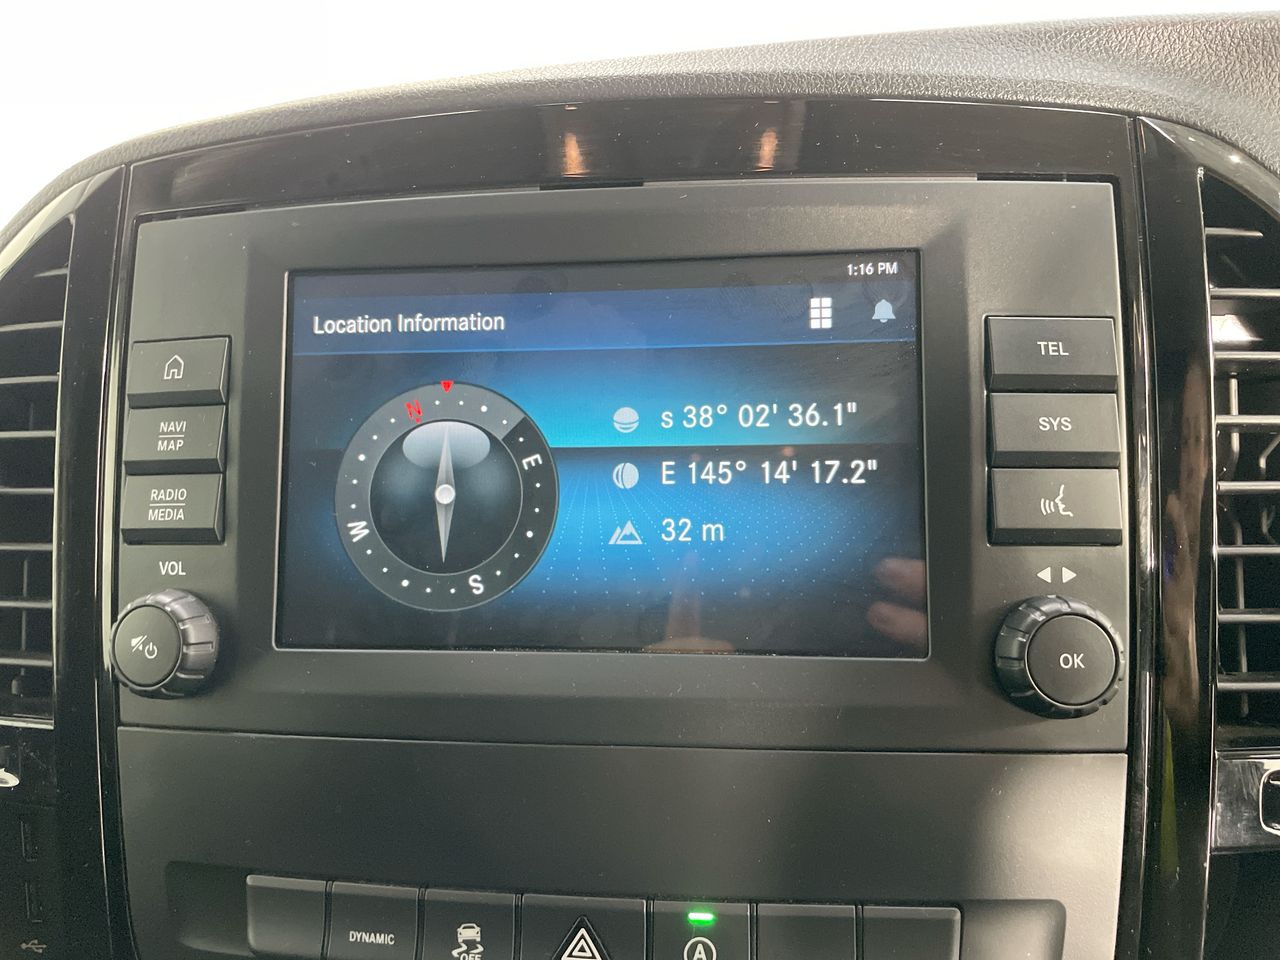 1:16 PM
Location Information
N
E
S
W
s 38° 02' 36.1"
E 145° 14' 17.2"
32 m
NAVI
MAP
RADIO
MEDIA
VOL
TEL
SYS
OK
DYNAMIC
OFF
A